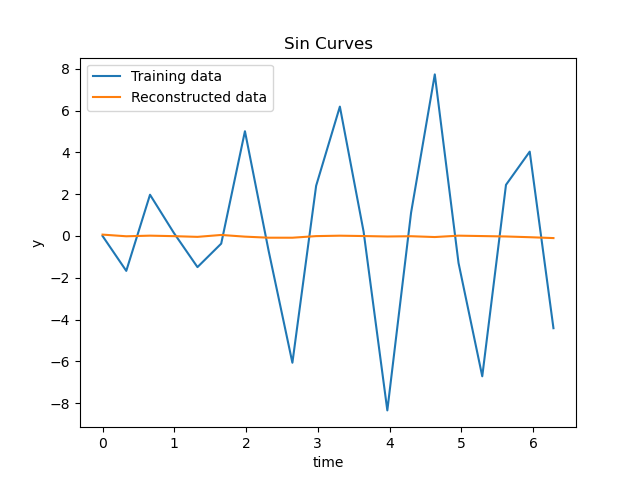 Sin Curves
Training data
Reconstructed data
8
6
4
2
0
−2
−4
−6
−8
y
0 1 2 3 4 5 6
time